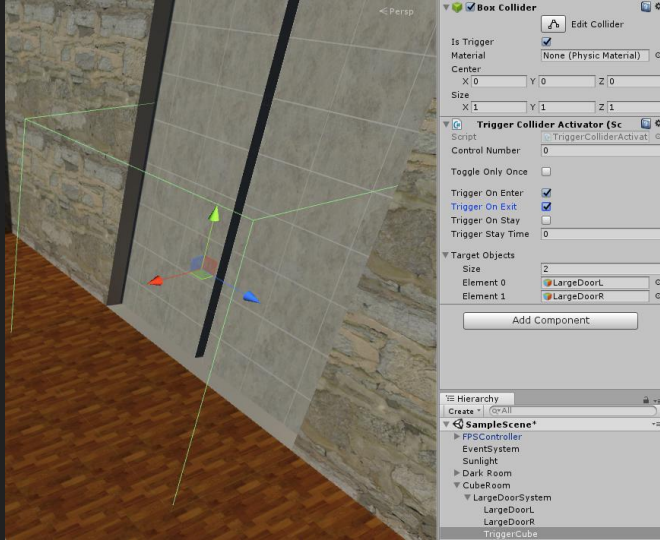 Persp
Box Collider
Edit Collider
Is Trigger
Material None (Physic Material)
Center
X 0 Y 0 Z 0
Size
X 1 Y 1 Z 1
Trigger Collider Activator (Sc
Script TriggerColliderActivat
Control Number 0
Toggle Only Once
Trigger On Enter
Trigger On Exit
Trigger On Stay
Trigger Stay Time 0
Target Objects
Size 2
Element 0 LargeDoorL
Element 1 LargeDoorR
Add Component
Hierarchy
Create All
SampleScene*
FPSController
EventSystem
Sunlight
Dark Room
CubeRoom
LargeDoorSystem
LargeDoorL
LargeDoorR
TriggerCube